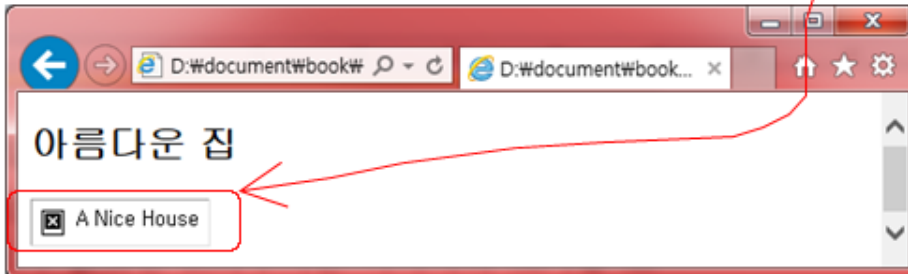 D:₩document₩book₩
D:₩document₩book...
아름다운 집
A Nice House